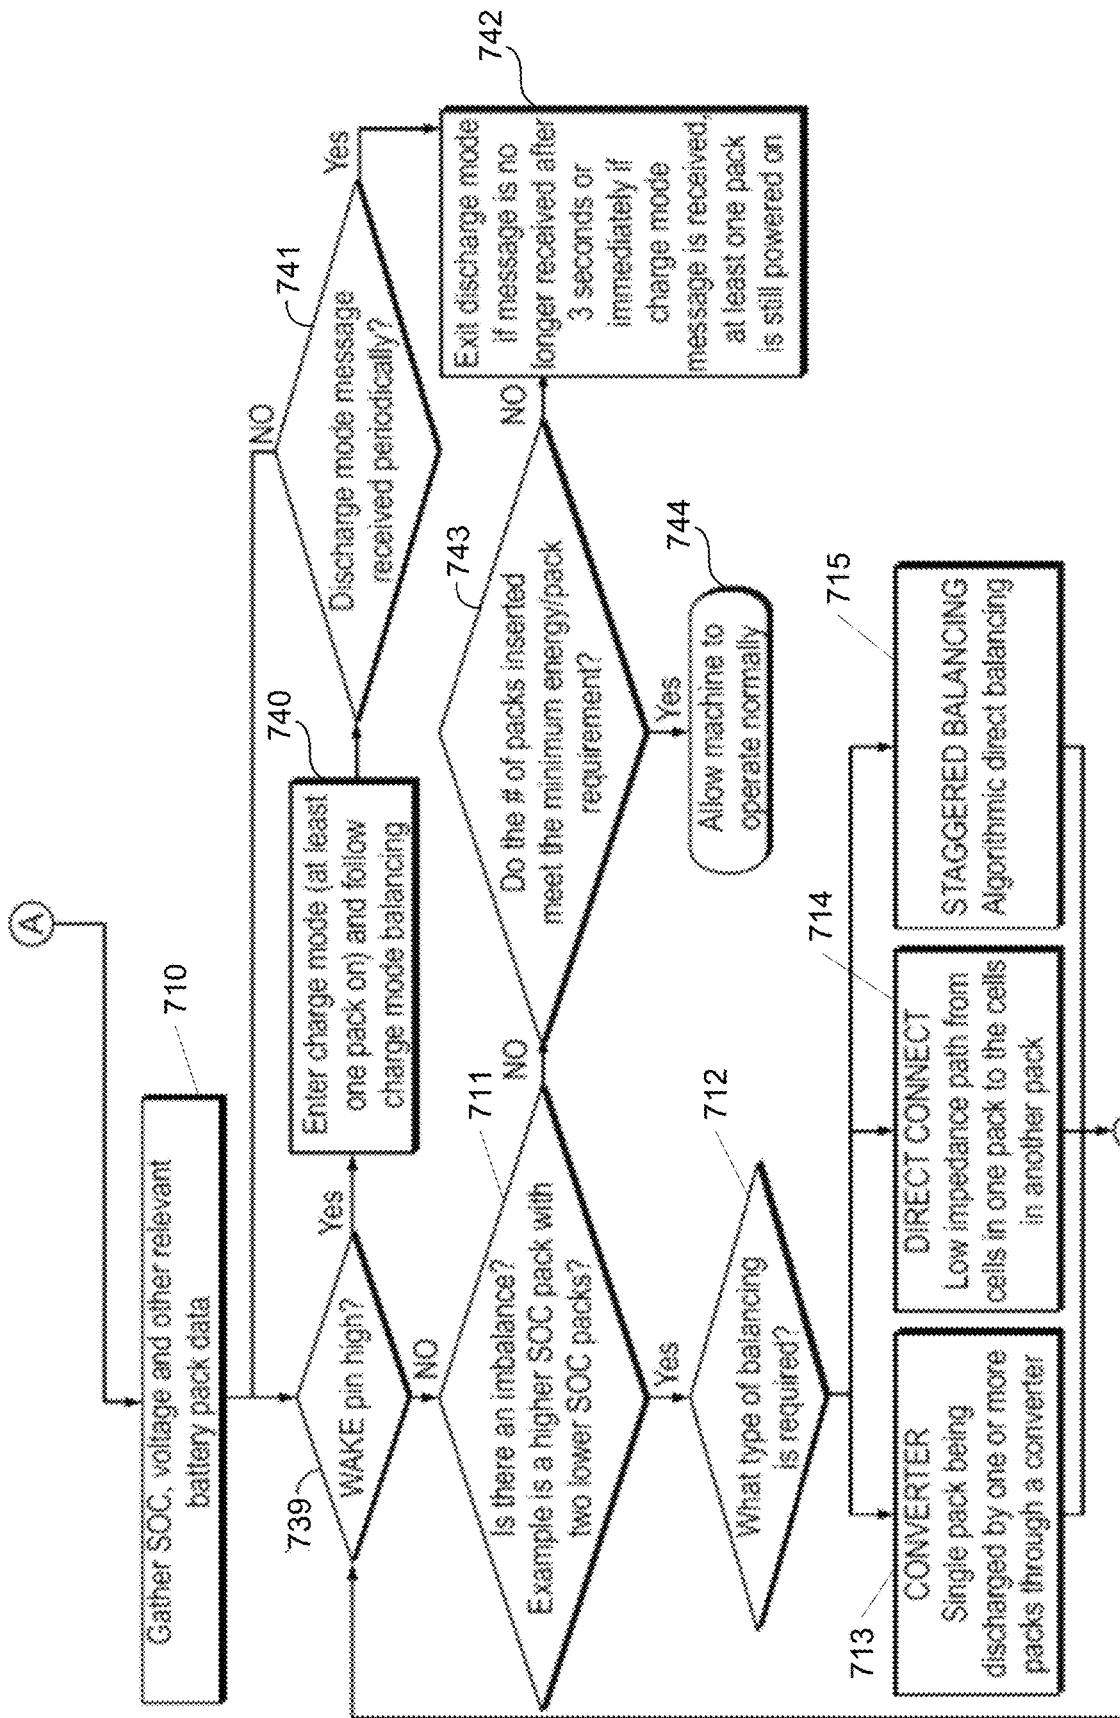 A
710
Gather SOC, voltage and other relevant
battery pack data
739
WAKE pin high?
Yes
NO
740
Enter charge mode (at least
one pack on) and follow
charge mode balancing
741
Discharge mode message
received periodically?
NO
Yes
742
Exit discharge mode
if message is no
longer received after
3 seconds or
immediately if
charge mode
message is received,
at least one pack
is still powered on
711
Is there an imbalance?
Example is a higher SOC pack with
two lower SOC packs?
NO
Yes
743
Do the # of packs inserted
meet the minimum energy/pack
requirement?
NO
Yes
744
Allow machine to
operate normally
712
What type of balancing
is required?
713
CONVERTER
Single pack being
discharged by one or more
packs through a converter
714
DIRECT CONNECT
Low impedance path from
cells in one pack to the cells
in another pack
715
STAGGERED BALANCING
Algorithmic direct balancing